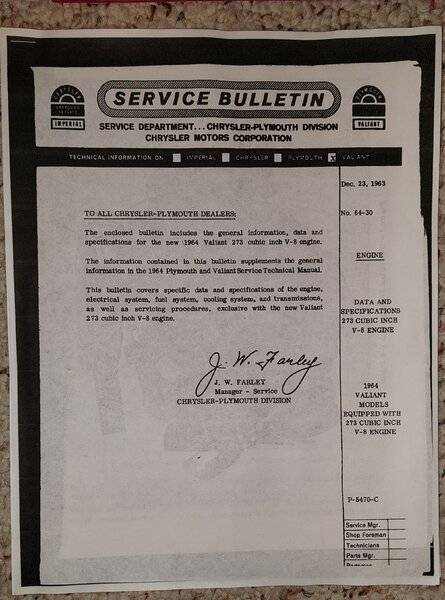 CHRYSLER
IMPERIAL
SERVICE BULLETIN
PLYMOUTH
VALIANT
SERVICE DEPARTMENT...CHRYSLER-PLYMOUTH DIVISION
CHRYSLER MOTORS CORPORATION
TECHNICAL INFORMATION ON IMPERIAL CHRYSLER PLYMOUTH X VALIANT
Dec. 23, 1963
TO ALL CHRYSLER-PLYMOUTH DEALERS:
No. 64-30
The enclosed bulletin includes the general information, data and
specifications for the new 1964 Valiant 273 cubic inch V-8 engine.
ENGINE
The information contained in this bulletin supplements the general
information in the 1964 Plymouth and Valiant Service Technical Manual.
This bulletin covers specific data and specifications of the engine,
electrical system, fuel system, cooling system, and transmissions,
as well as servicing procedures, exclusive with the new Valiant
273 cubic inch V-8 engine.
DATA AND
SPECIFICATIONS
273 CUBIC INCH
V-8 ENGINE
J. W. Farley
J. W. FARLEY
Manager - Service
CHRYSLER-PLYMOUTH DIVISION
1964
VALIANT
MODELS
EQUIPPED WITH
273 CUBIC INCH
V-8 ENGINE
P-5470-C
Service Mgr.
Shop Foreman
Technicians
Parts Mgr.